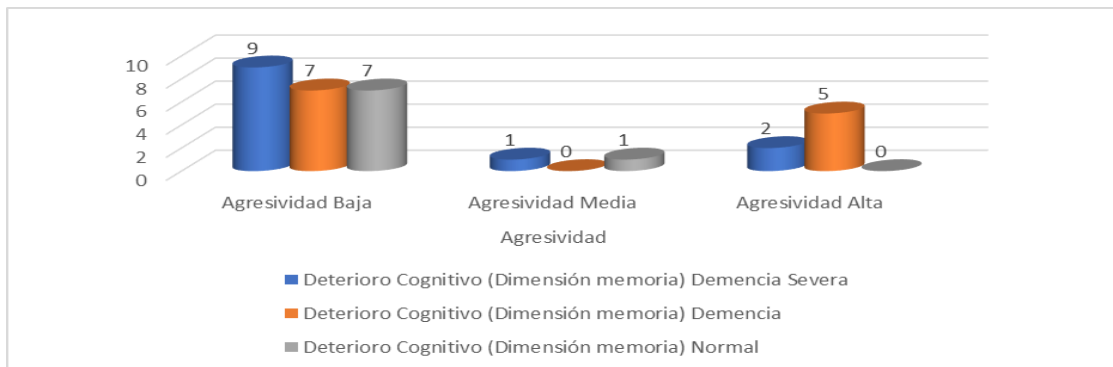 10
8
6
4
2
0
9
7
7
1
0
1
2
5
0
Agresividad Baja
Agresividad Media
Agresividad Alta
Agresividad
Deterioro Cognitivo (Dimensión memoria) Demencia Severa
Deterioro Cognitivo (Dimensión memoria) Demencia
Deterioro Cognitivo (Dimensión memoria) Normal